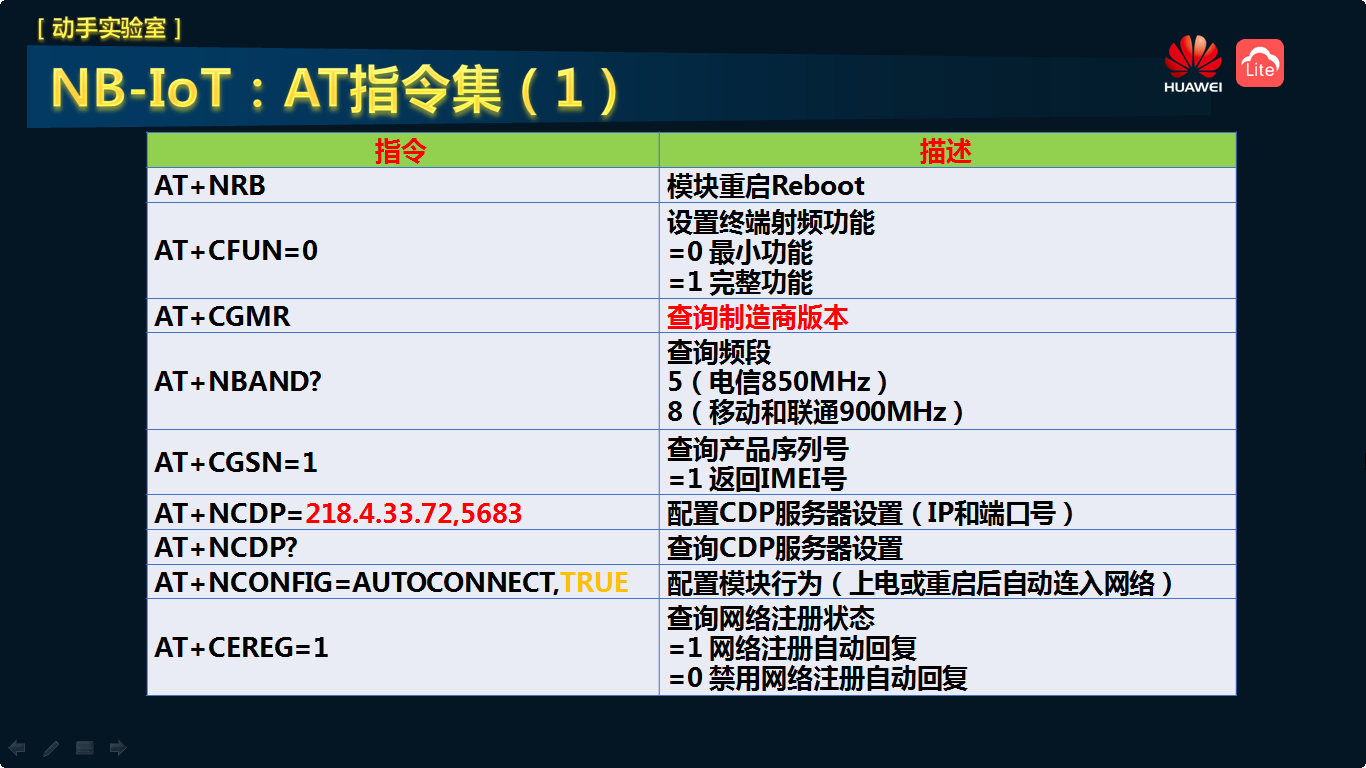 [ 动手实验室 ]
NB-IoT：AT指令集（1）
HUAWEI
Lite
指令
描述
AT+NRB
模块重启Reboot
AT+CFUN=0
设置终端射频功能
=0 最小功能
=1 完整功能
AT+CGMR
查询制造商版本
AT+NBAND?
查询频段
5（电信850MHz）
8（移动和联通900MHz）
AT+CGSN=1
查询产品序列号
=1 返回IMEI号
AT+NCDP=218.4.33.72,5683
配置CDP服务器设置（IP和端口号）
AT+NCDP?
查询CDP服务器设置
AT+NCONFIG=AUTOCONNECT,TRUE
配置模块行为（上电或重启后自动连入网络）
AT+CEREG=1
查询网络注册状态
=1 网络注册自动回复
=0 禁用网络注册自动回复